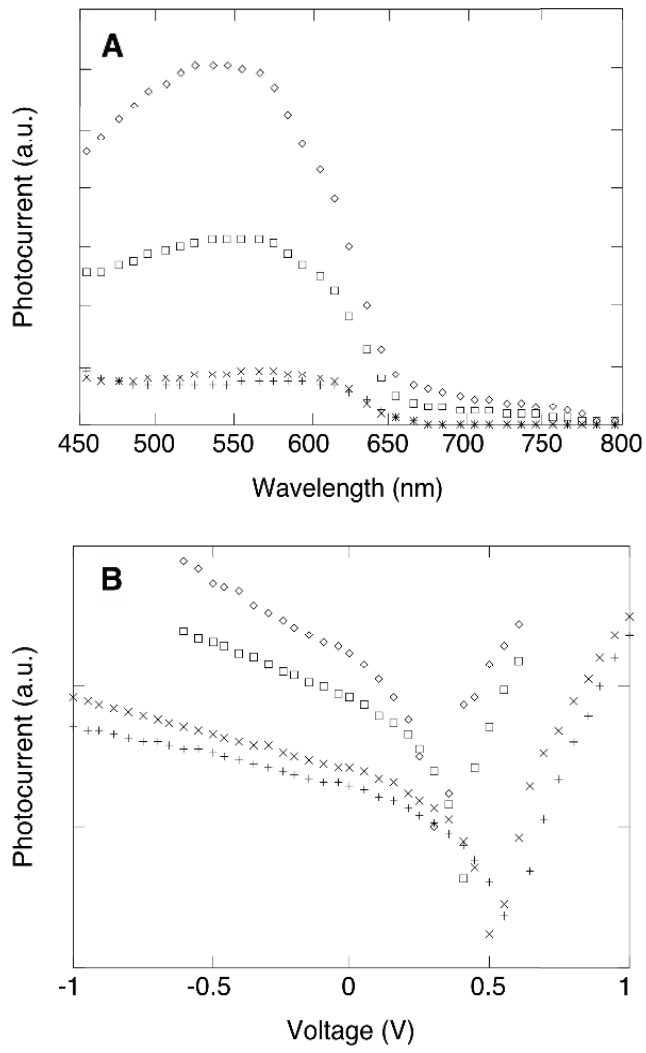 A
Photocurrent (a.u.)
450 500 550 600 650 700 750 800
Wavelength (nm)
B
Photocurrent (a.u.)
-1 -0.5 0 0.5 1
Voltage (V)